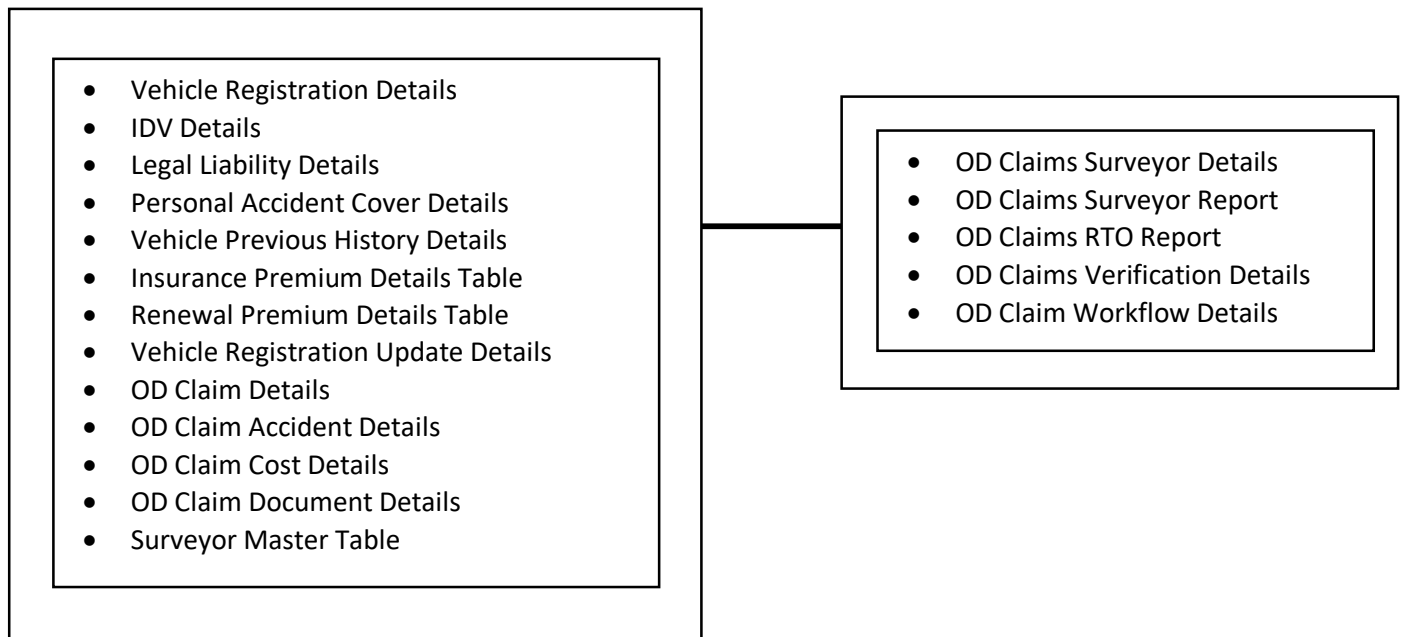 • Vehicle Registration Details
• IDV Details
• Legal Liability Details
• Personal Accident Cover Details
• Vehicle Previous History Details
• Insurance Premium Details Table
• Renewal Premium Details Table
• Vehicle Registration Update Details
• OD Claim Details
• OD Claim Accident Details
• OD Claim Cost Details
• OD Claim Document Details
• Surveyor Master Table
• OD Claims Surveyor Details
• OD Claims Surveyor Report
• OD Claims RTO Report
• OD Claims Verification Details
• OD Claim Workflow Details